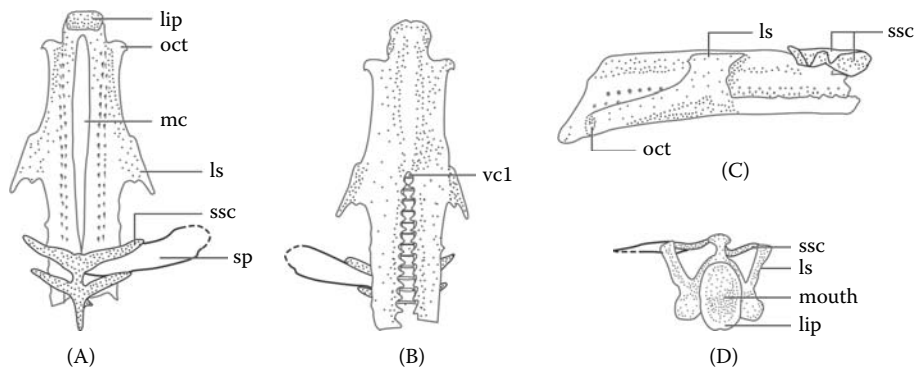 lip
oct
mc
ls
ssc
sp
(A)
vc1
(B)
ls
ssc
oct
(C)
ssc
ls
mouth
lip
(D)